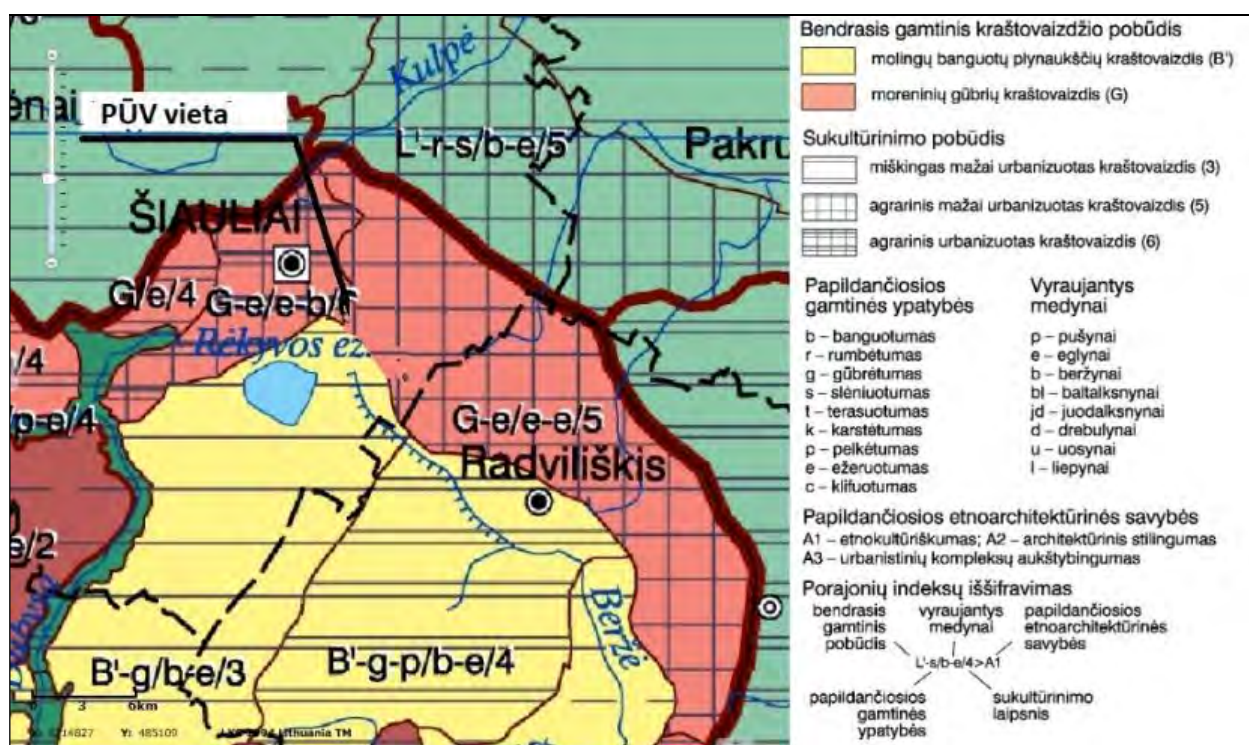 ėnai
PŪV vieta
Kulpė
L'-r-s/b-e/5
Pakru
ŠIAULIAI
G/e/4
G-e/e-b/
Rėkyvos ež.
/4
/p-e/4
G-e/e-e/5
Radviliškis
e/2
Beržė
B'-g/b-e/3
B'-g-p/b-e/4
0 3 6km
Y: 485109
Lithuania TM
Bendrasis gamtinis kraštovaizdžio pobūdis
molingų banguotų plynaukščių kraštovaizdis (B')
moreninių gūbrių kraštovaizdis (G)
Sukultūrinimo pobūdis
miškingas mažai urbanizuotas kraštovaizdis (3)
agrarinis mažai urbanizuotas kraštovaizdis (5)
agrarinis urbanizuotas kraštovaizdis (6)
Papildančiosios
gamtinės ypatybės
b – banguotumas
r – rumbėtumas
g – gūbrėtumas
s – slėniuotumas
t – terasuotumas
k – karstėtumas
p – pelkėtumas
e – ežeruotumas
c – klifuotumas
Vyraujantys
medynai
p – pušynai
e – eglynai
b – beržynai
bl – baltalksnynai
jd – juodalksnynai
d – drebulynai
u – uosynai
l – liepynai
Papildančiosios etnoarchitektūrinės savybės
A1 – etnokultūriškumas; A2 – architektūrinis stilingumas
A3 – urbanistinių kompleksų aukštybingumas
Porajonių indeksų iššifravimas
bendrasis
gamtinis
pobūdis
vyraujantys
medynai
papildančiosios
etnoarchitektūrinės
savybės
L'-s/b-e/4>A1
papildančiosios
gamtinės
ypatybės
sukultūrinimo
laipsnis